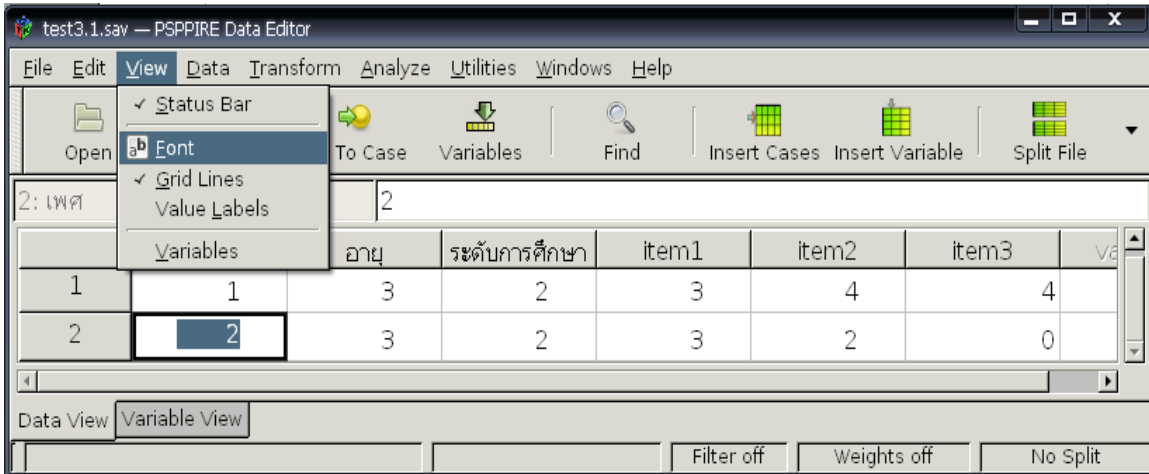 test3.1.sav — PSPPIRE Data Editor
File Edit View Data Transform Analyze Utilities Windows Help
Open To Case Variables Find Insert Cases Insert Variable Split File
Status Bar
Font
Grid Lines
Value Labels
Variables
2: เพศ 2
อายุ ระดับการศึกษา item1 item2 item3
1 1 3 2 3 4 4
2 2 3 2 3 2 0
Data View Variable View
Filter off Weights off No Split